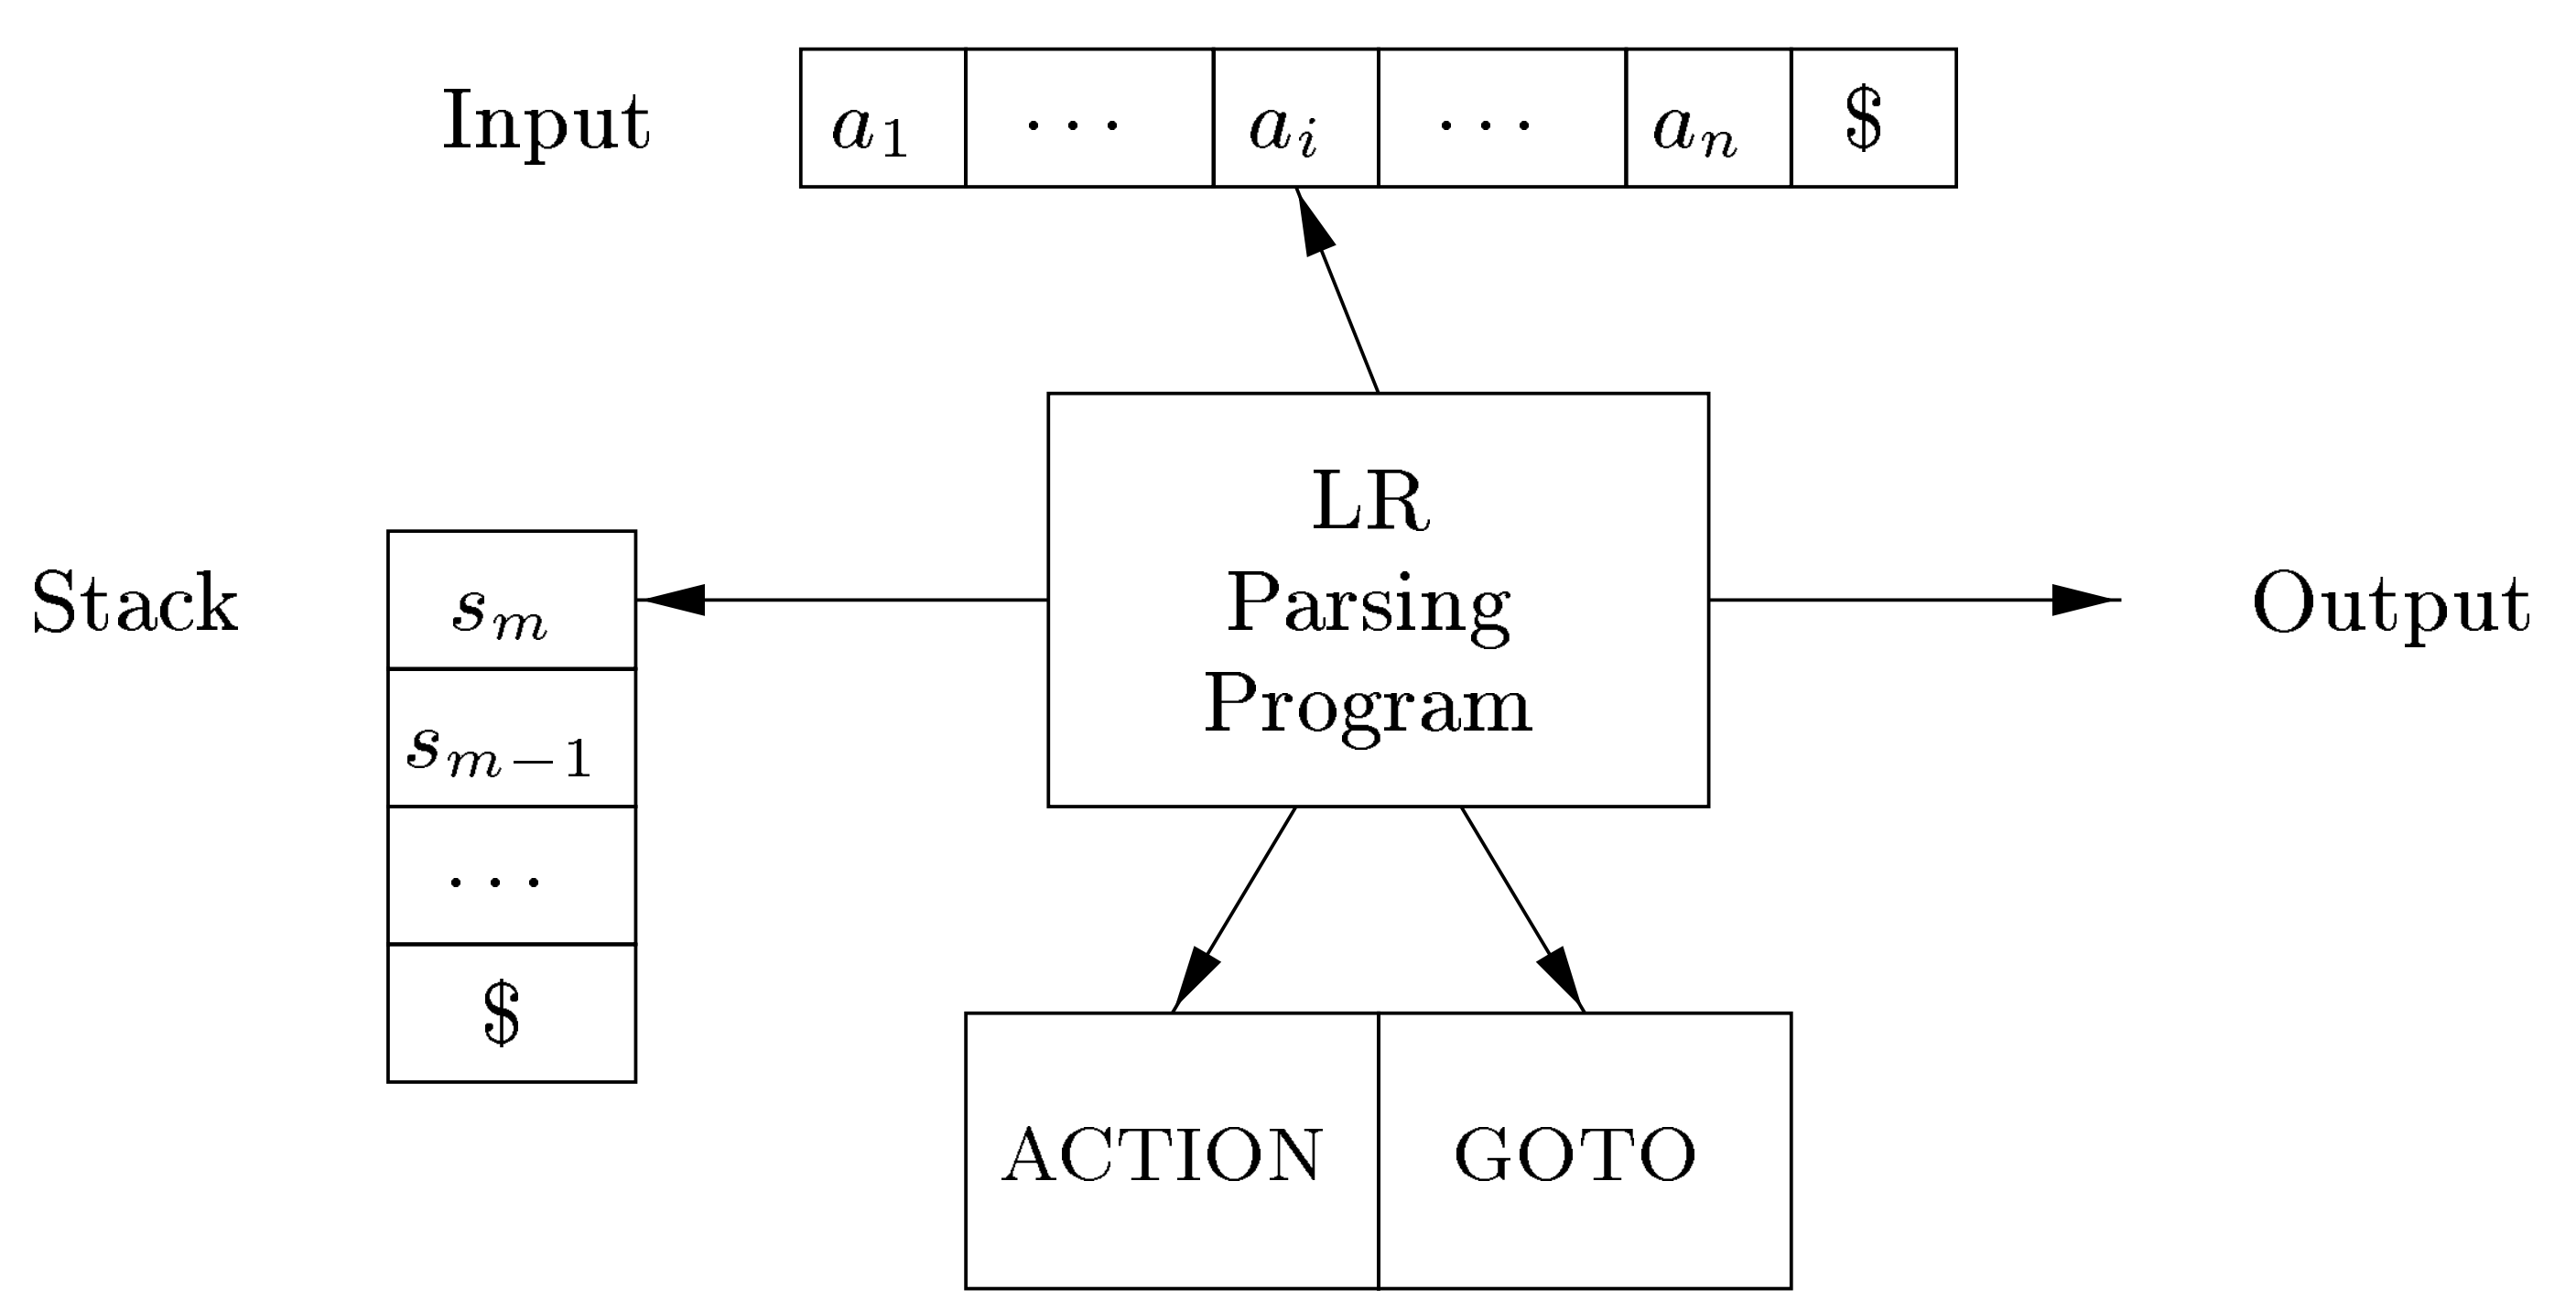 Input a₁ ⋯ aᵢ ⋯ aₙ $
LR
Stack sₘ Parsing Output
Program
sₘ₋₁
⋯
$
ACTION GOTO